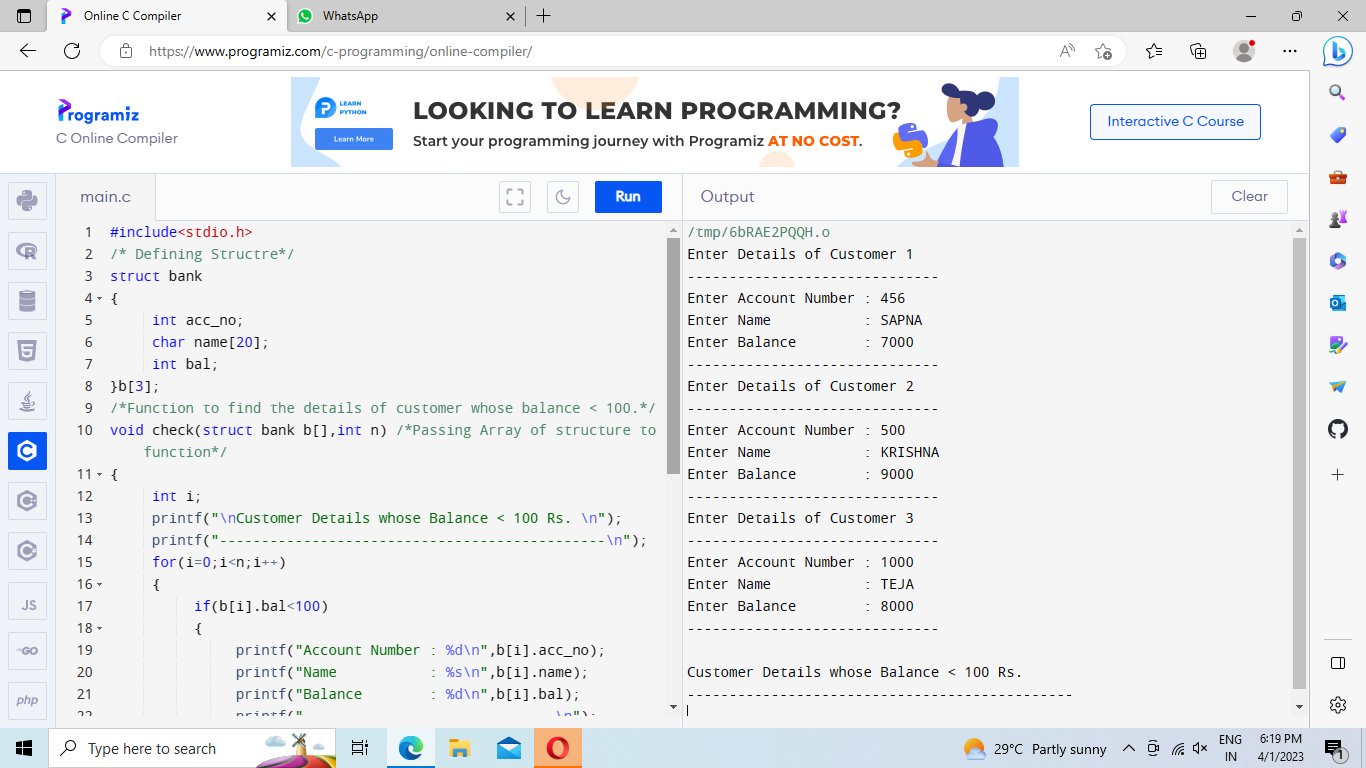 Online C Compiler
WhatsApp
https://www.programiz.com/c-programming/online-compiler/
Programiz
C Online Compiler
LEARN
PYTHON
Learn More
LOOKING TO LEARN PROGRAMMING?
Start your programming journey with Programiz AT NO COST.
Interactive C Course
main.c
Run
Output
Clear
1 #include<stdio.h>
2 /* Defining Structre*/
3 struct bank
4 {
5 int acc_no;
6 char name[20];
7 int bal;
8 }b[3];
9 /*Function to find the details of customer whose balance < 100.*/
10 void check(struct bank b[],int n) /*Passing Array of structure to
function*/
11 {
12 int i;
13 printf("\nCustomer Details whose Balance < 100 Rs. \n");
14 printf("----------------------------------------------\n");
15 for(i=0;i<n;i++)
16 {
17 if(b[i].bal<100)
18 {
19 printf("Account Number : %d\n",b[i].acc_no);
20 printf("Name           : %s\n",b[i].name);
21 printf("Balance        : %d\n",b[i].bal);
22 printf("------------------------------\n");
/tmp/6bRAE2PQQH.o
Enter Details of Customer 1
------------------------------
Enter Account Number : 456
Enter Name           : SAPNA
Enter Balance        : 7000
------------------------------
Enter Details of Customer 2
------------------------------
Enter Account Number : 500
Enter Name           : KRISHNA
Enter Balance        : 9000
------------------------------
Enter Details of Customer 3
------------------------------
Enter Account Number : 1000
Enter Name           : TEJA
Enter Balance        : 8000
------------------------------
Customer Details whose Balance < 100 Rs.
----------------------------------------------
JS
GO
php
Type here to search
29°C Partly sunny
ENG
IN
6:19 PM
4/1/2023
1